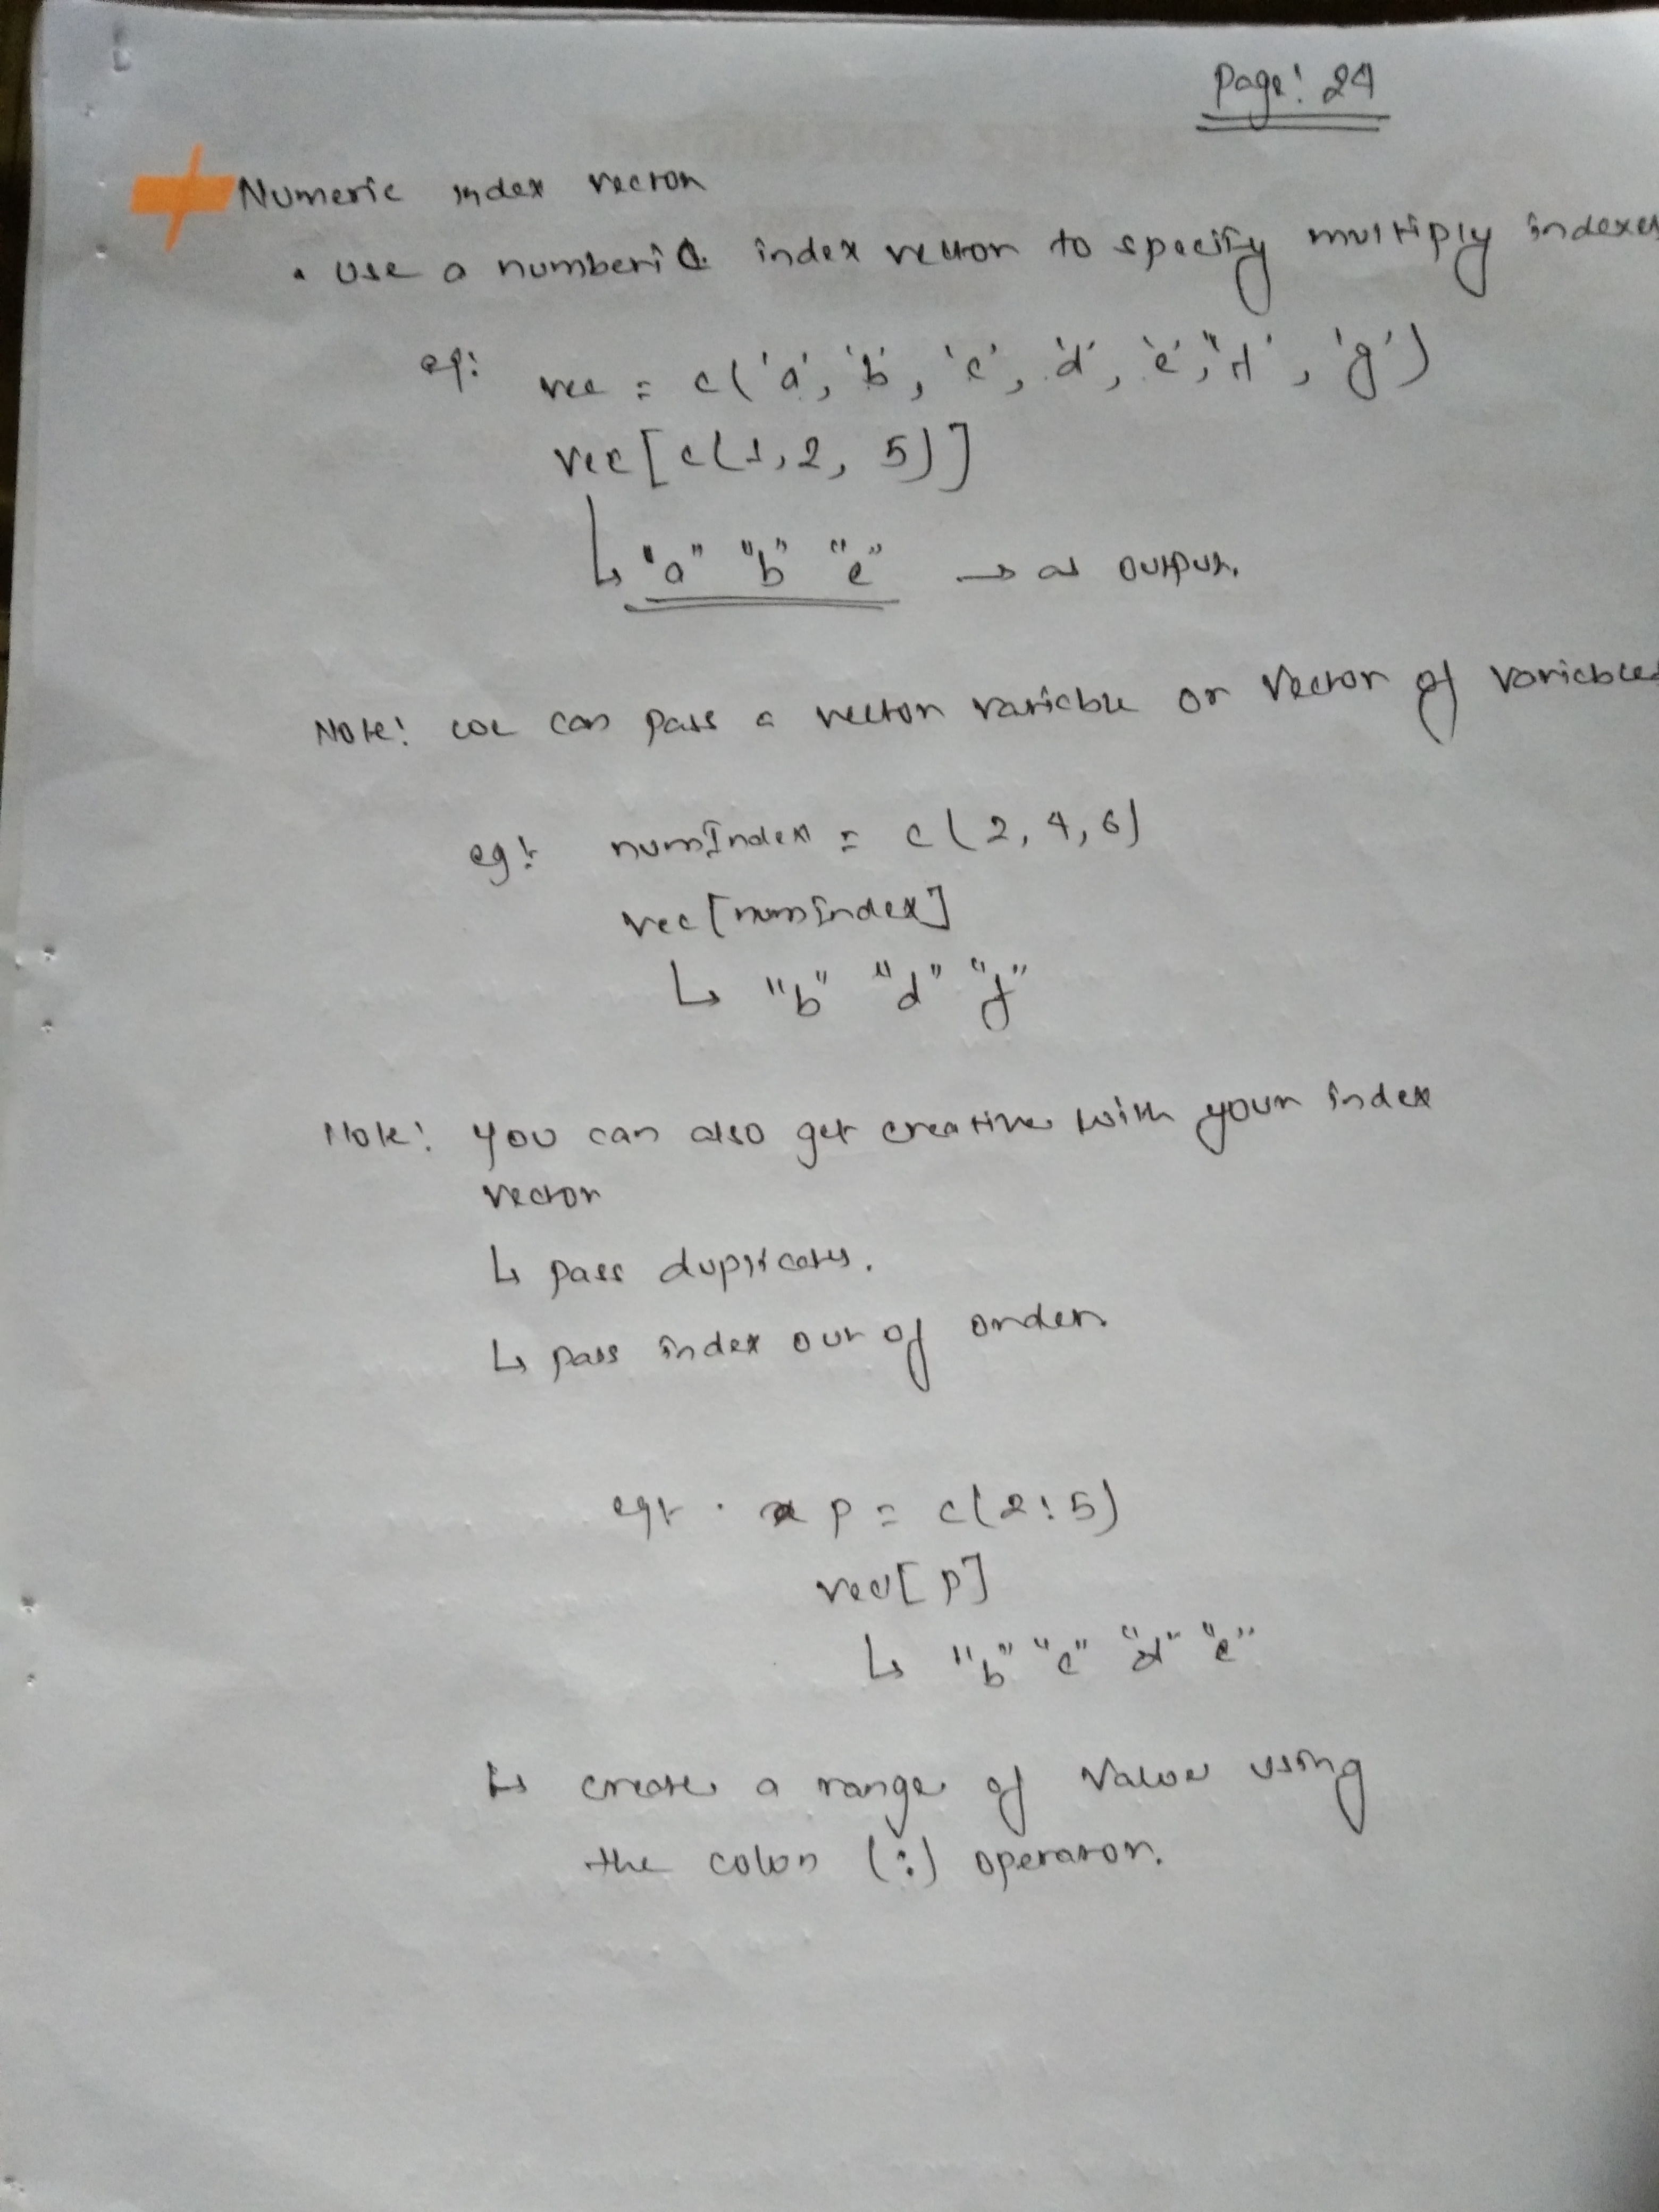 Page: 24
Numeric index vector
• Use a numberic index vector to specify multiply indexes
eg: vec = c('a', 'b', 'c', 'd', 'e', 'f', 'g')
vec[c(1, 2, 5)]
↳ "a" "b" "e" → as output.
Note: we can pass a vector variable or vector of variables
eg: numIndex = c(2, 4, 6)
vec[numIndex]
↳ "b" "d" "f"
Note: you can also get creative with your index
vector
↳ pass duplicates.
↳ pass index out of order.
eg: p = c(2:5)
vec[p]
↳ "b" "c" "d" "e"
↳ create a range of value using
the colon (:) operator.